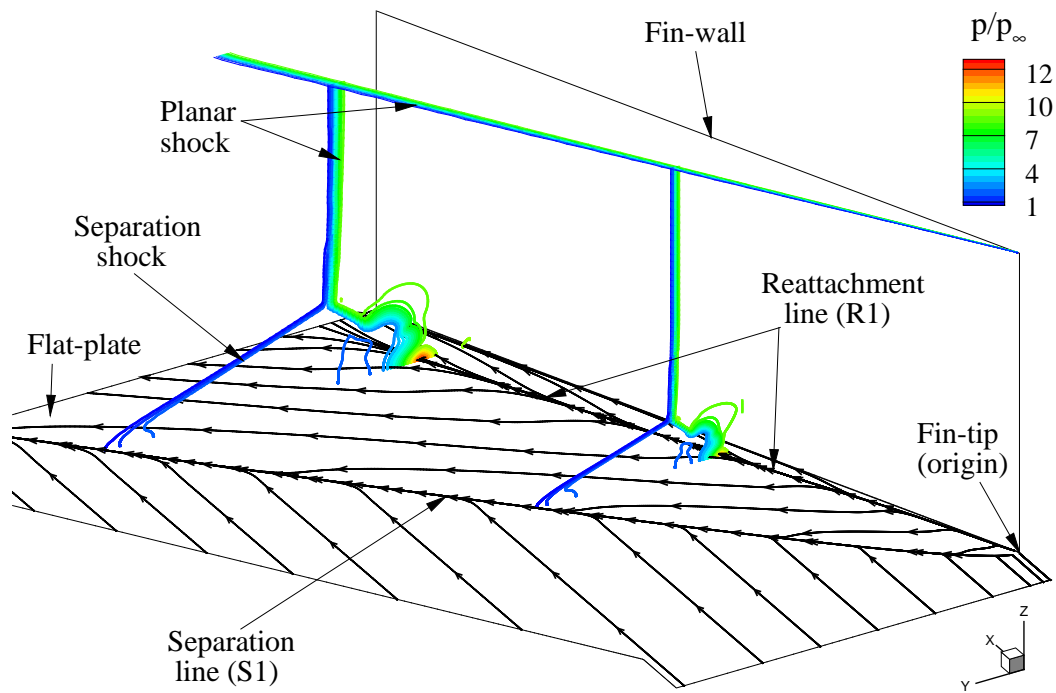 p/p∞
Fin-wall
12
10
7
4
1
Planar
shock
Separation
shock
Reattachment
line (R1)
Flat-plate
Fin-tip
(origin)
Separation
line (S1)
Z
X
Y